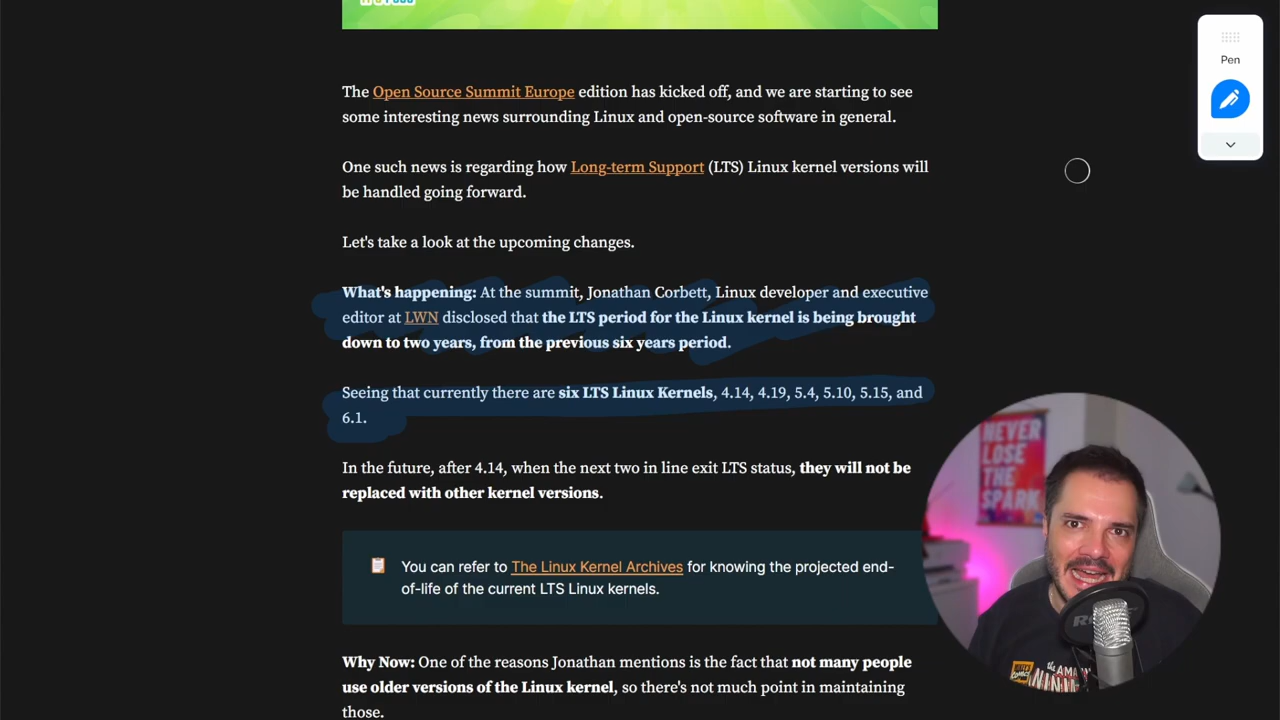 Pen
The Open Source Summit Europe edition has kicked off, and we are starting to see
some interesting news surrounding Linux and open-source software in general.
One such news is regarding how Long-term Support (LTS) Linux kernel versions will
be handled going forward.
Let's take a look at the upcoming changes.
What's happening: At the summit, Jonathan Corbett, Linux developer and executive
editor at LWN disclosed that the LTS period for the Linux kernel is being brought
down to two years, from the previous six years period.
Seeing that currently there are six LTS Linux Kernels, 4.14, 4.19, 5.4, 5.10, 5.15, and
6.1.
In the future, after 4.14, when the next two in line exit LTS status, they will not be
replaced with other kernel versions.
You can refer to The Linux Kernel Archives for knowing the projected end-
of-life of the current LTS Linux kernels.
Why Now: One of the reasons Jonathan mentions is the fact that not many people
use older versions of the Linux kernel, so there's not much point in maintaining
those.
NEVER
LOSE
THE
SPARK